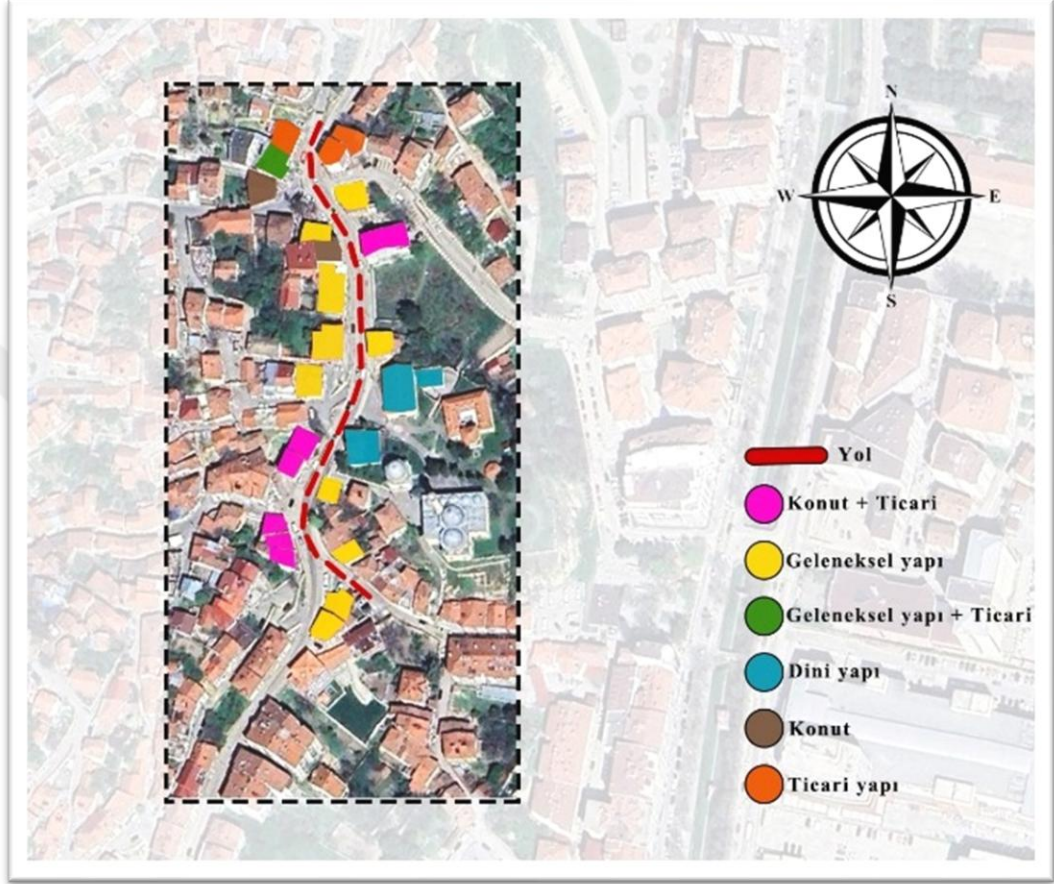 N
W E
S
Yol
Konut + Ticari
Geleneksel yapı
Geleneksel yapı + Ticari
Dini yapı
Konut
Ticari yapı